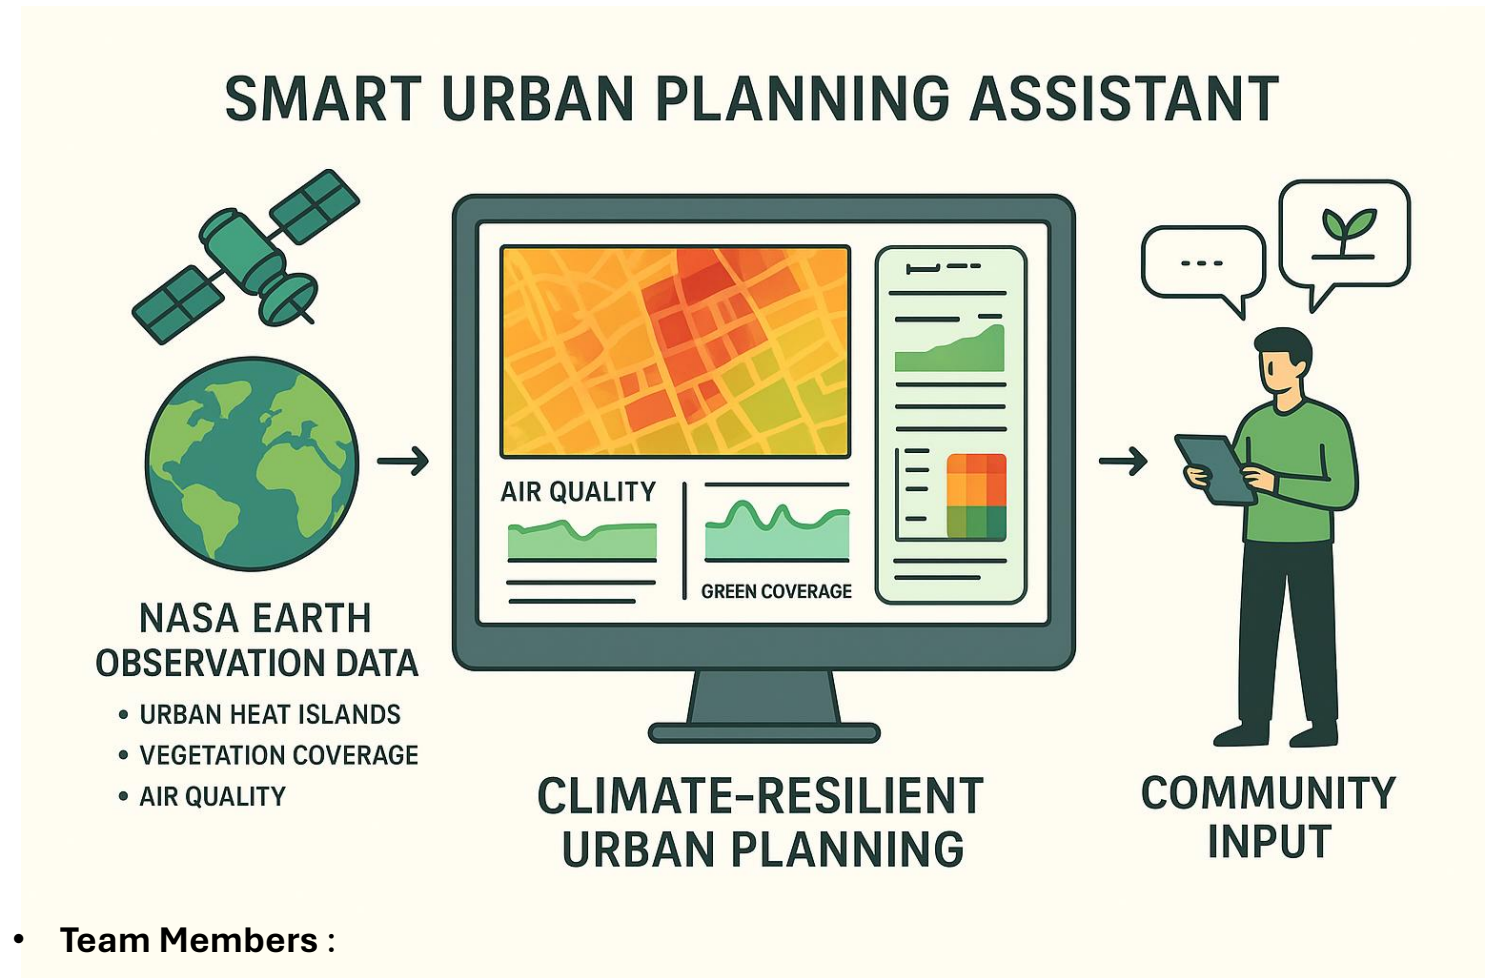 SMART URBAN PLANNING ASSISTANT
AIR QUALITY
GREEN COVERAGE
NASA EARTH
OBSERVATION DATA
• URBAN HEAT ISLANDS
• VEGETATION COVERAGE
• AIR QUALITY
CLIMATE-RESILIENT
URBAN PLANNING
COMMUNITY
INPUT
• Team Members :